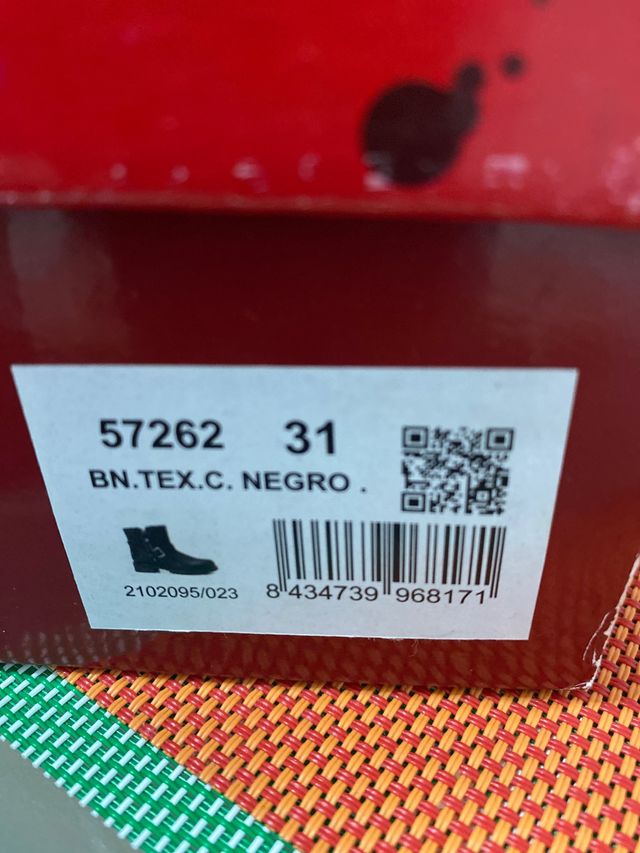 57262 31
BN.TEX.C. NEGRO .
2102095/023
8 434739 968171